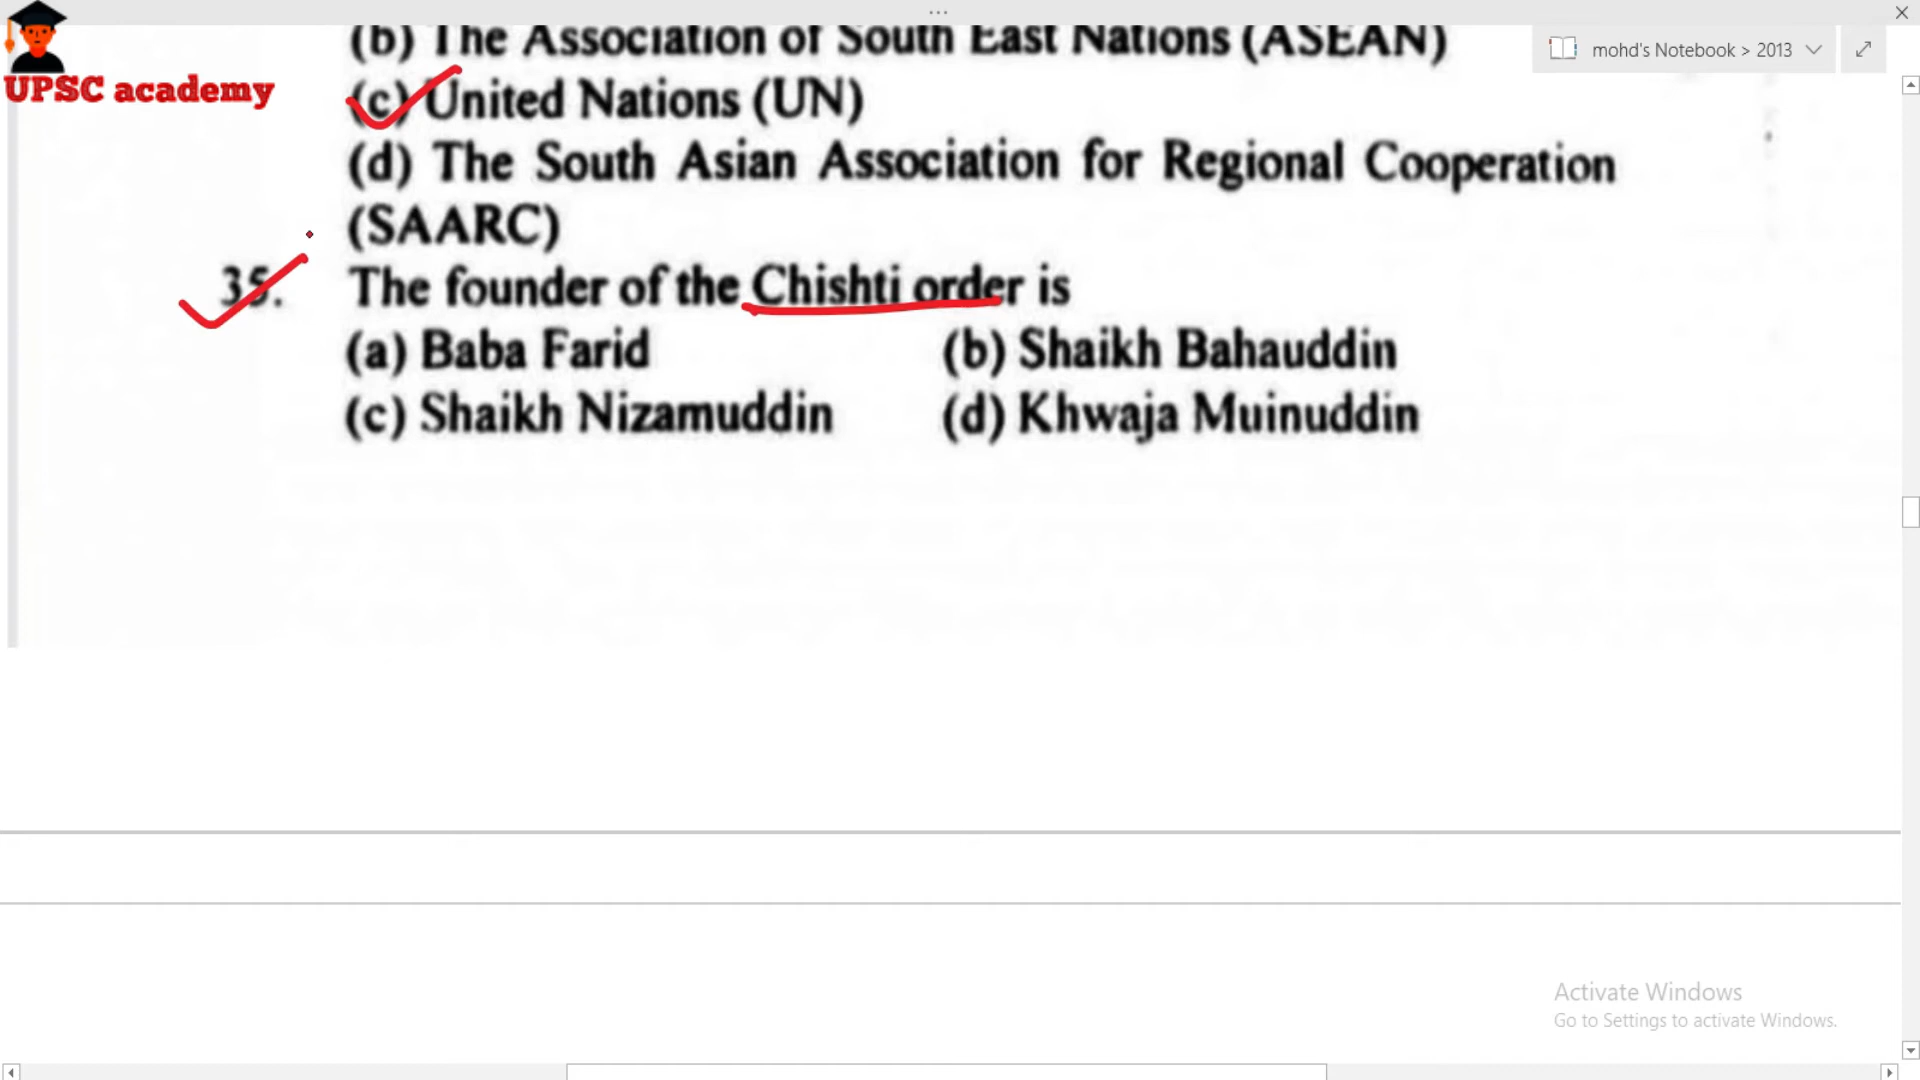 UPSC academy
mohd's Notebook > 2013
(b) The Association of South East Nations (ASEAN)
(c) United Nations (UN)
(d) The South Asian Association for Regional Cooperation
(SAARC)
35. The founder of the Chishti order is
(a) Baba Farid (b) Shaikh Bahauddin
(c) Shaikh Nizamuddin (d) Khwaja Muinuddin
Activate Windows
Go to Settings to activate Windows.